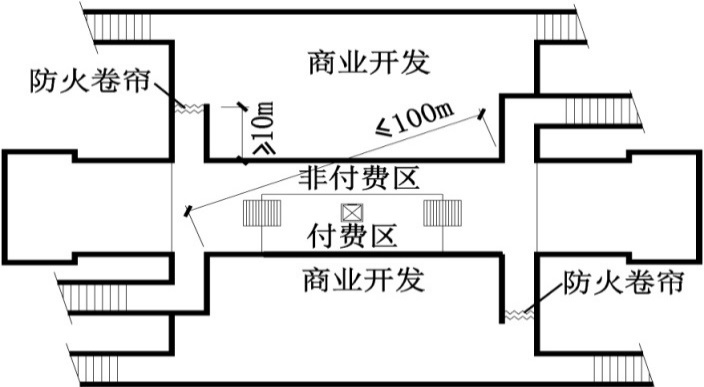 商业开发
防火卷帘
≥10m
≤100m
非付费区
付费区
商业开发
防火卷帘